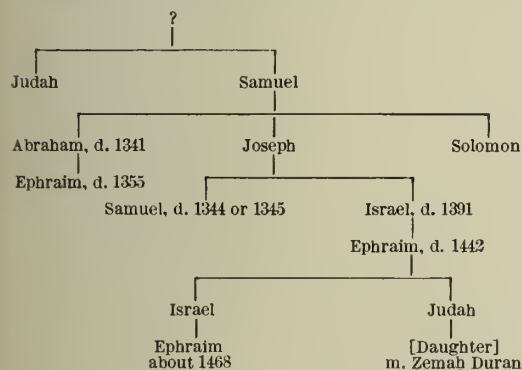 ?
Judah Samuel
Abraham, d. 1341 Joseph Solomon
Ephraim, d. 1355
Samuel, d. 1344 or 1345 Israel, d. 1391
Ephraim, d. 1442
Israel Judah
Ephraim [Daughter]
about 1468 m. Zemah Duran